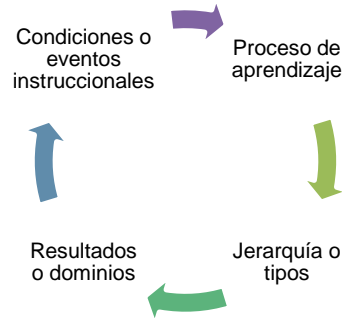 Condiciones o
eventos
instruccionales
Proceso de
aprendizaje
Jerarquía o
tipos
Resultados
o dominios